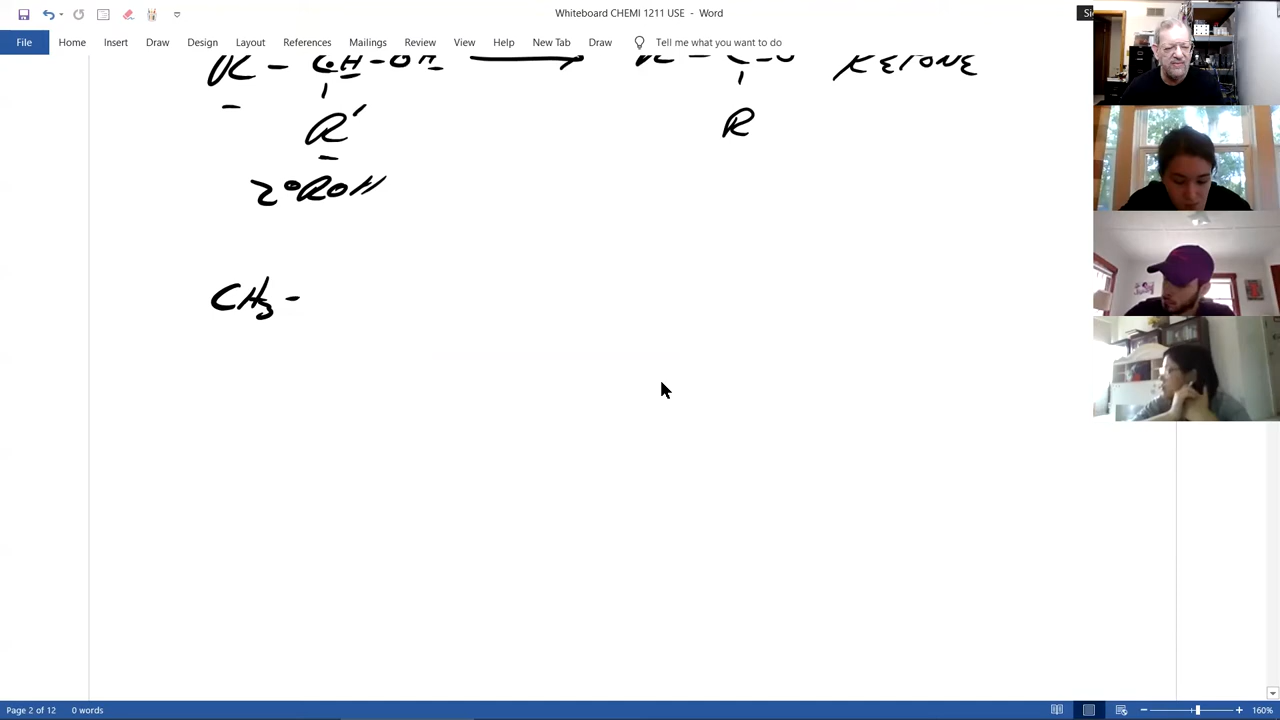 Whiteboard CHEMI 1211 USE - Word
File Home Insert Draw Design Layout References Mailings Review View Help New Tab Draw Tell me what you want to do
R - CH-OH → R - C=O KETONE
R' R
2°ROH
CH3 -
Page 2 of 12 0 words 160%